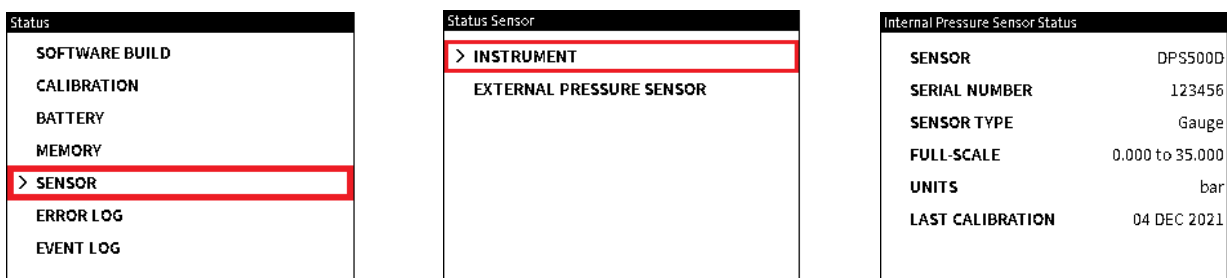 Status
SOFTWARE BUILD
CALIBRATION
BATTERY
MEMORY
> SENSOR
ERROR LOG
EVENT LOG
Status Sensor
> INSTRUMENT
EXTERNAL PRESSURE SENSOR
Internal Pressure Sensor Status
SENSOR DPS500D
SERIAL NUMBER 123456
SENSOR TYPE Gauge
FULL-SCALE 0.000 to 35.000
UNITS bar
LAST CALIBRATION 04 DEC 2021